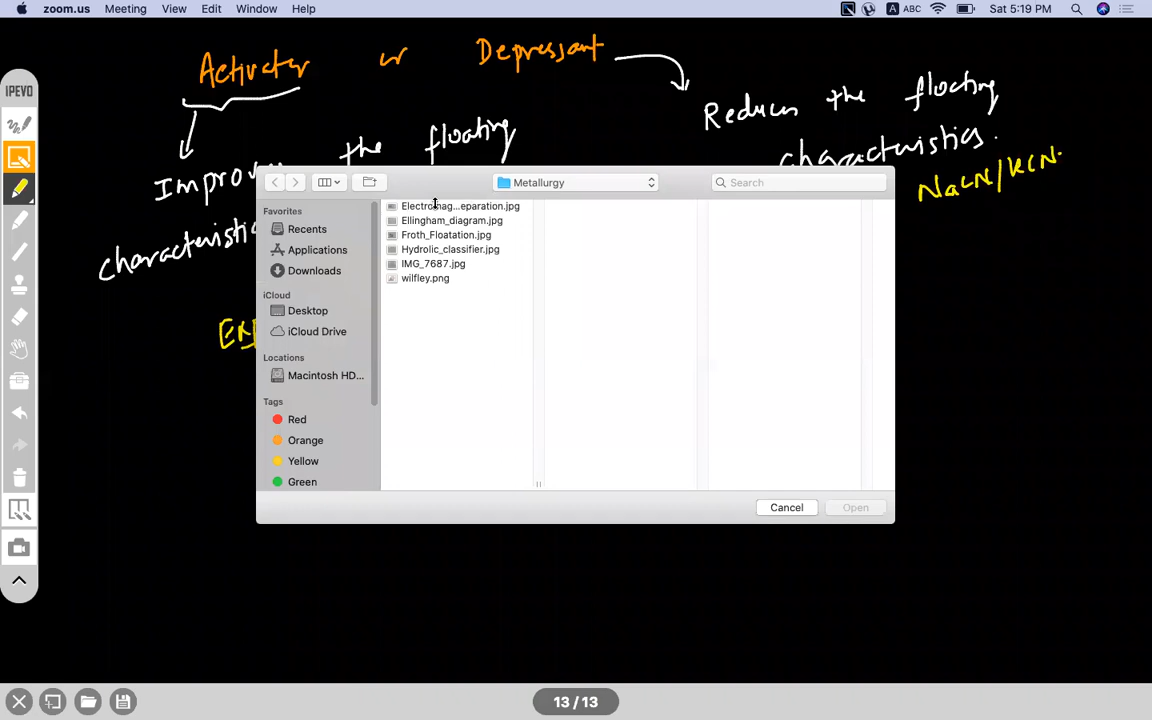 zoom.us Meeting View Edit Window Help
A ABC Sat 5:19 PM
IPEVO
Activator or Depressant
Reduces the floating
characteristics.
NaCN/KCN.
the floating
characteristic
Metallurgy
Search
Favorites
Recents
Applications
Downloads
iCloud
Desktop
iCloud Drive
Locations
Macintosh HD...
Tags
Red
Orange
Yellow
Green
Electromag...eparation.jpg
Ellingham_diagram.jpg
Froth_Floatation.jpg
Hydrolic_classifier.jpg
IMG_7687.jpg
wilfley.png
Cancel
Open
13 / 13